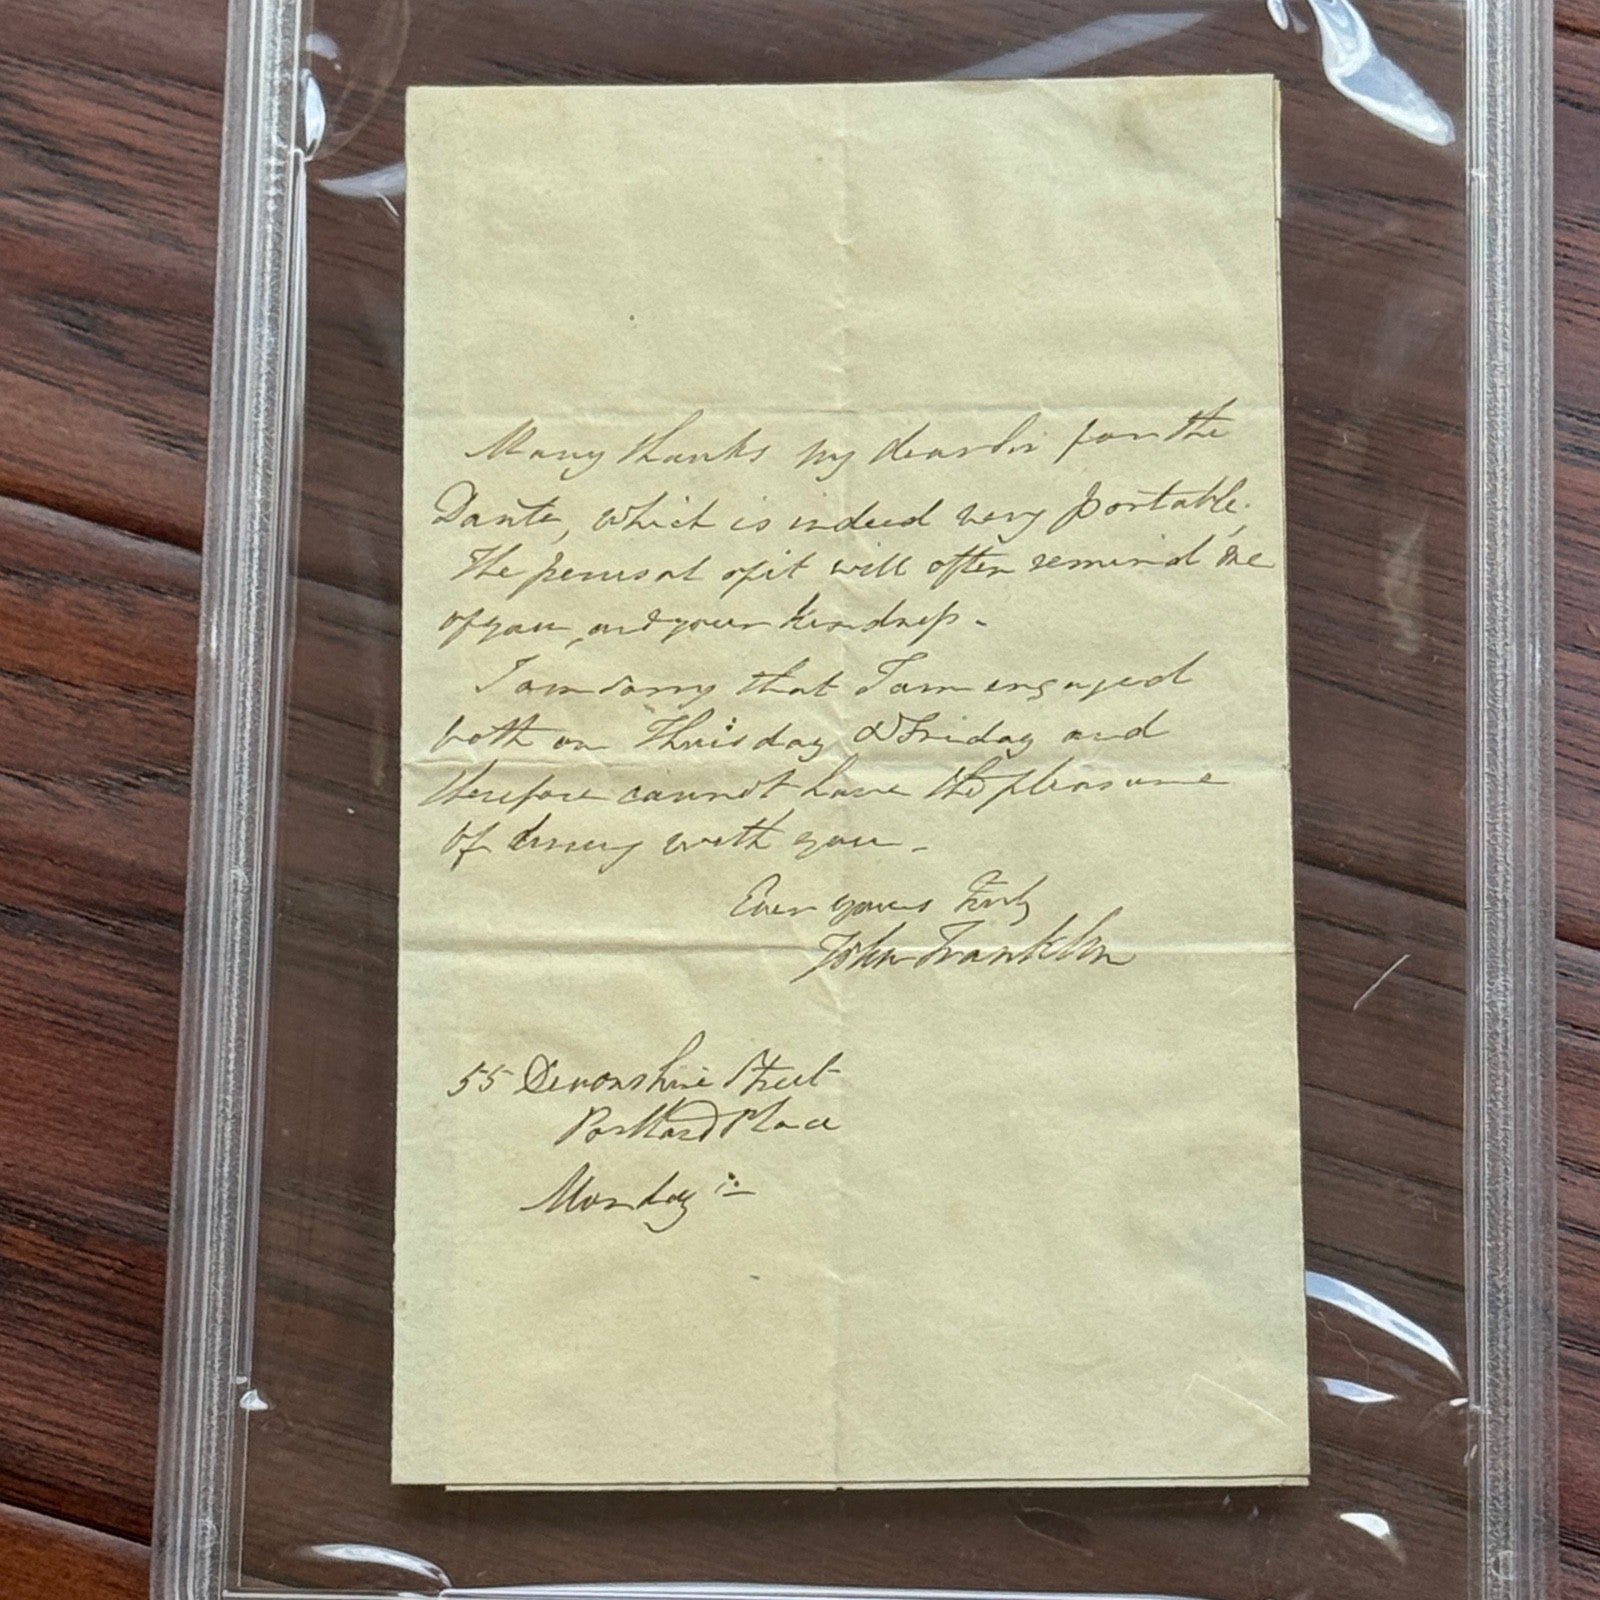 Many thanks my dear Sir for the
Dante, which is indeed very portable;
The perusal of it will often remind me
of you, and your kindness -
I am sorry that I am engaged
both on Thursday & Friday and
therefore cannot have the pleasure
of dining with you -
Ever yours Truly
John Franklin
55 Devonshire Street
Portland Place
Monday